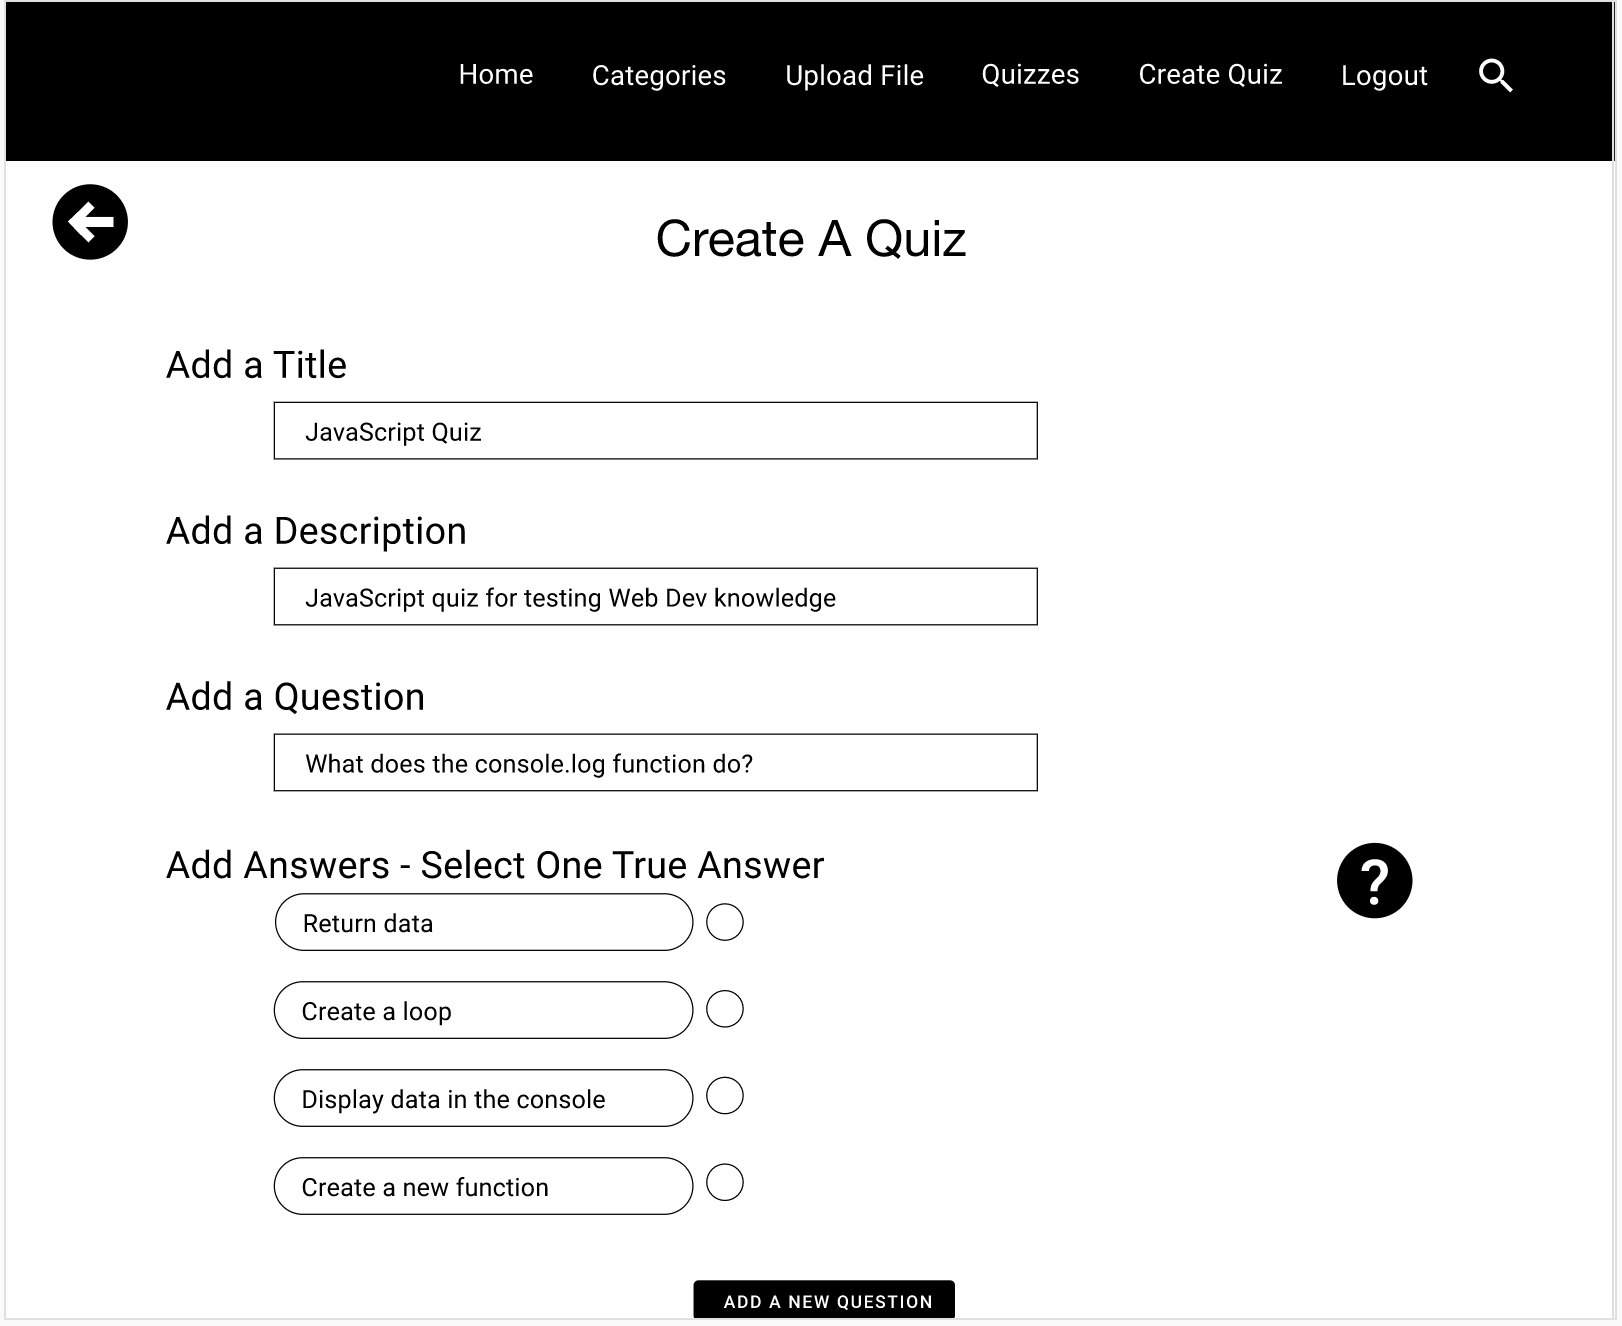 Home Categories Upload File Quizzes Create Quiz Logout
Create A Quiz
Add a Title
JavaScript Quiz
Add a Description
JavaScript quiz for testing Web Dev knowledge
Add a Question
What does the console.log function do?
Add Answers - Select One True Answer
?
Return data
Create a loop
Display data in the console
Create a new function
ADD A NEW QUESTION